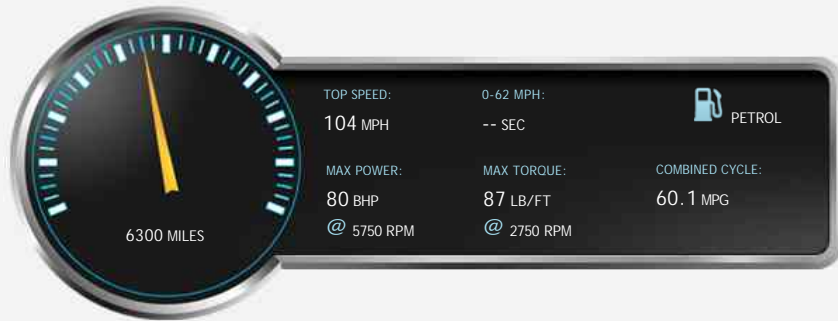 TOP SPEED:
104 MPH
0-62 MPH:
-- SEC
PETROL
MAX POWER:
80 BHP
@ 5750 RPM
MAX TORQUE:
87 LB/FT
@ 2750 RPM
COMBINED CYCLE:
60.1 MPG
6300 MILES